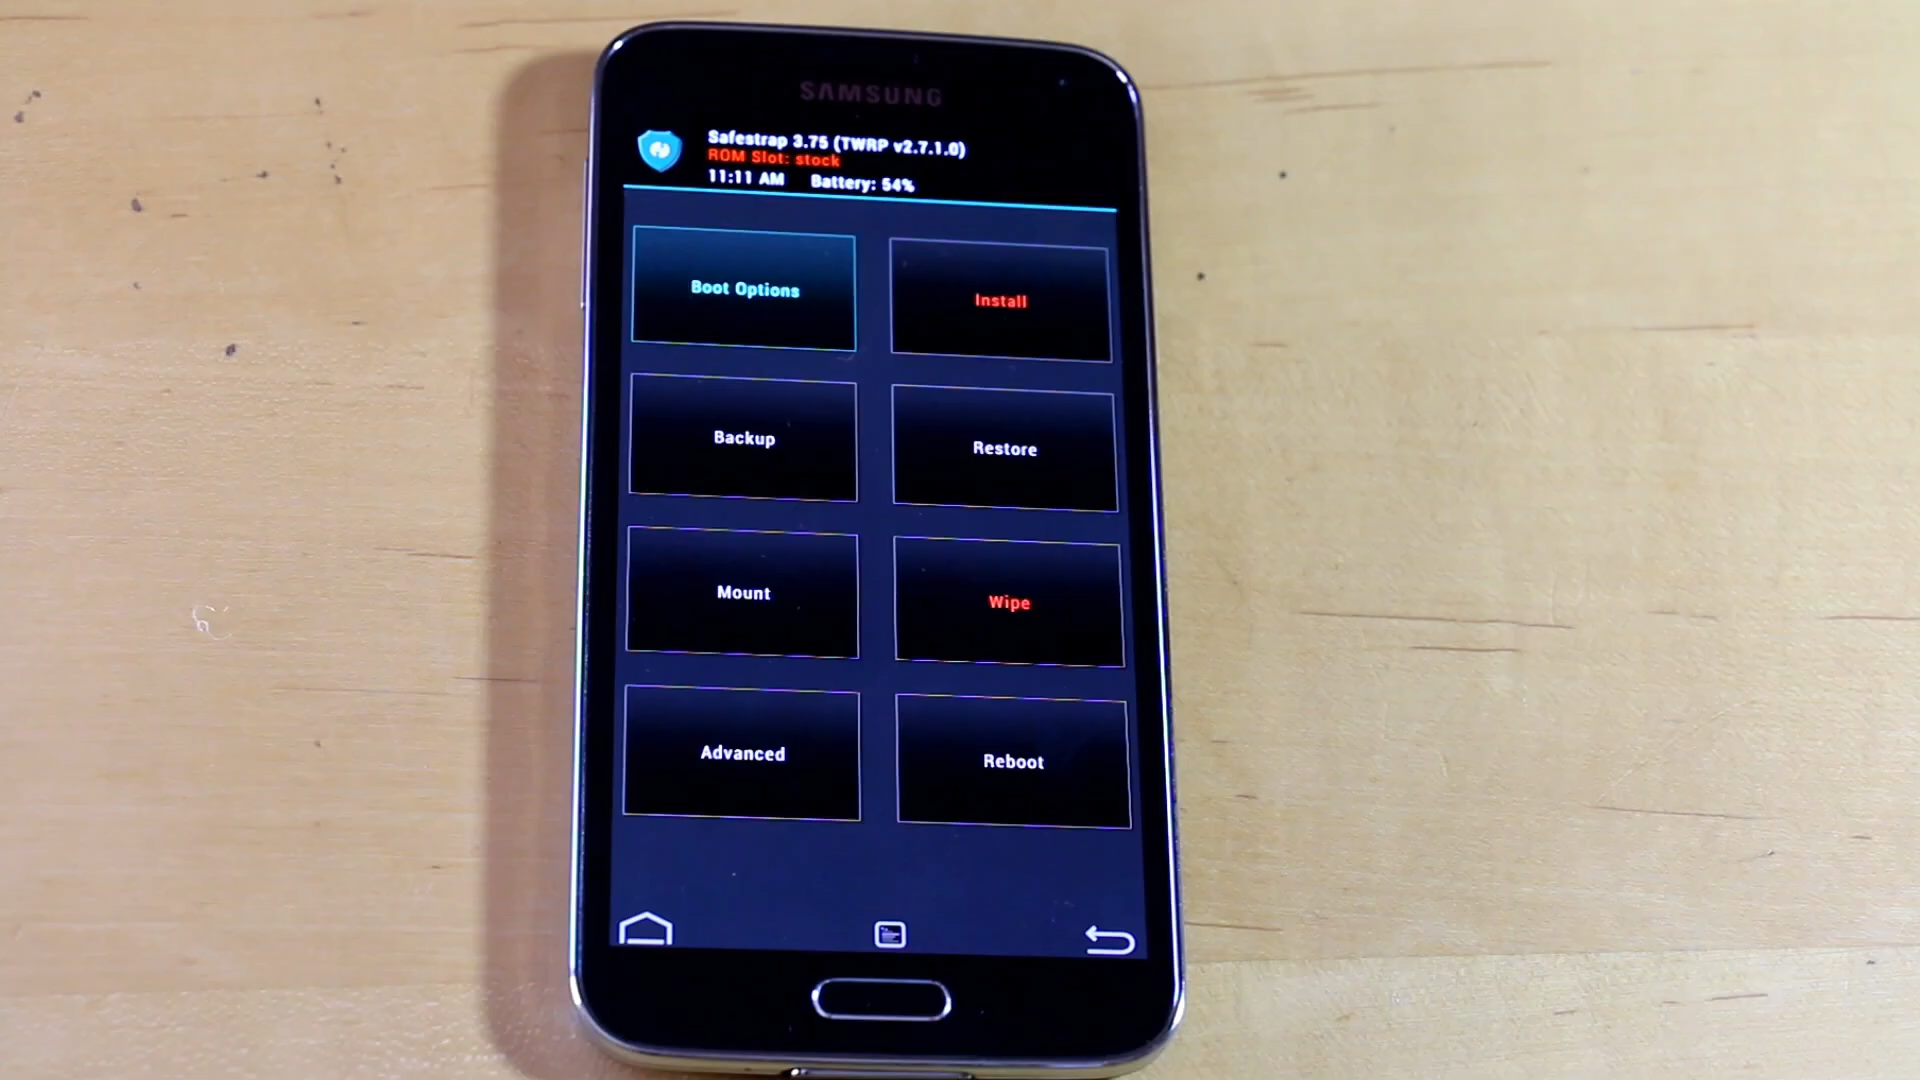 SAMSUNG
Safestrap 3.75 (TWRP v2.7.1.0)
ROM Slot: stock
11:11 AM Battery: 54%
Boot Options
Install
Backup
Restore
Mount
Wipe
Advanced
Reboot